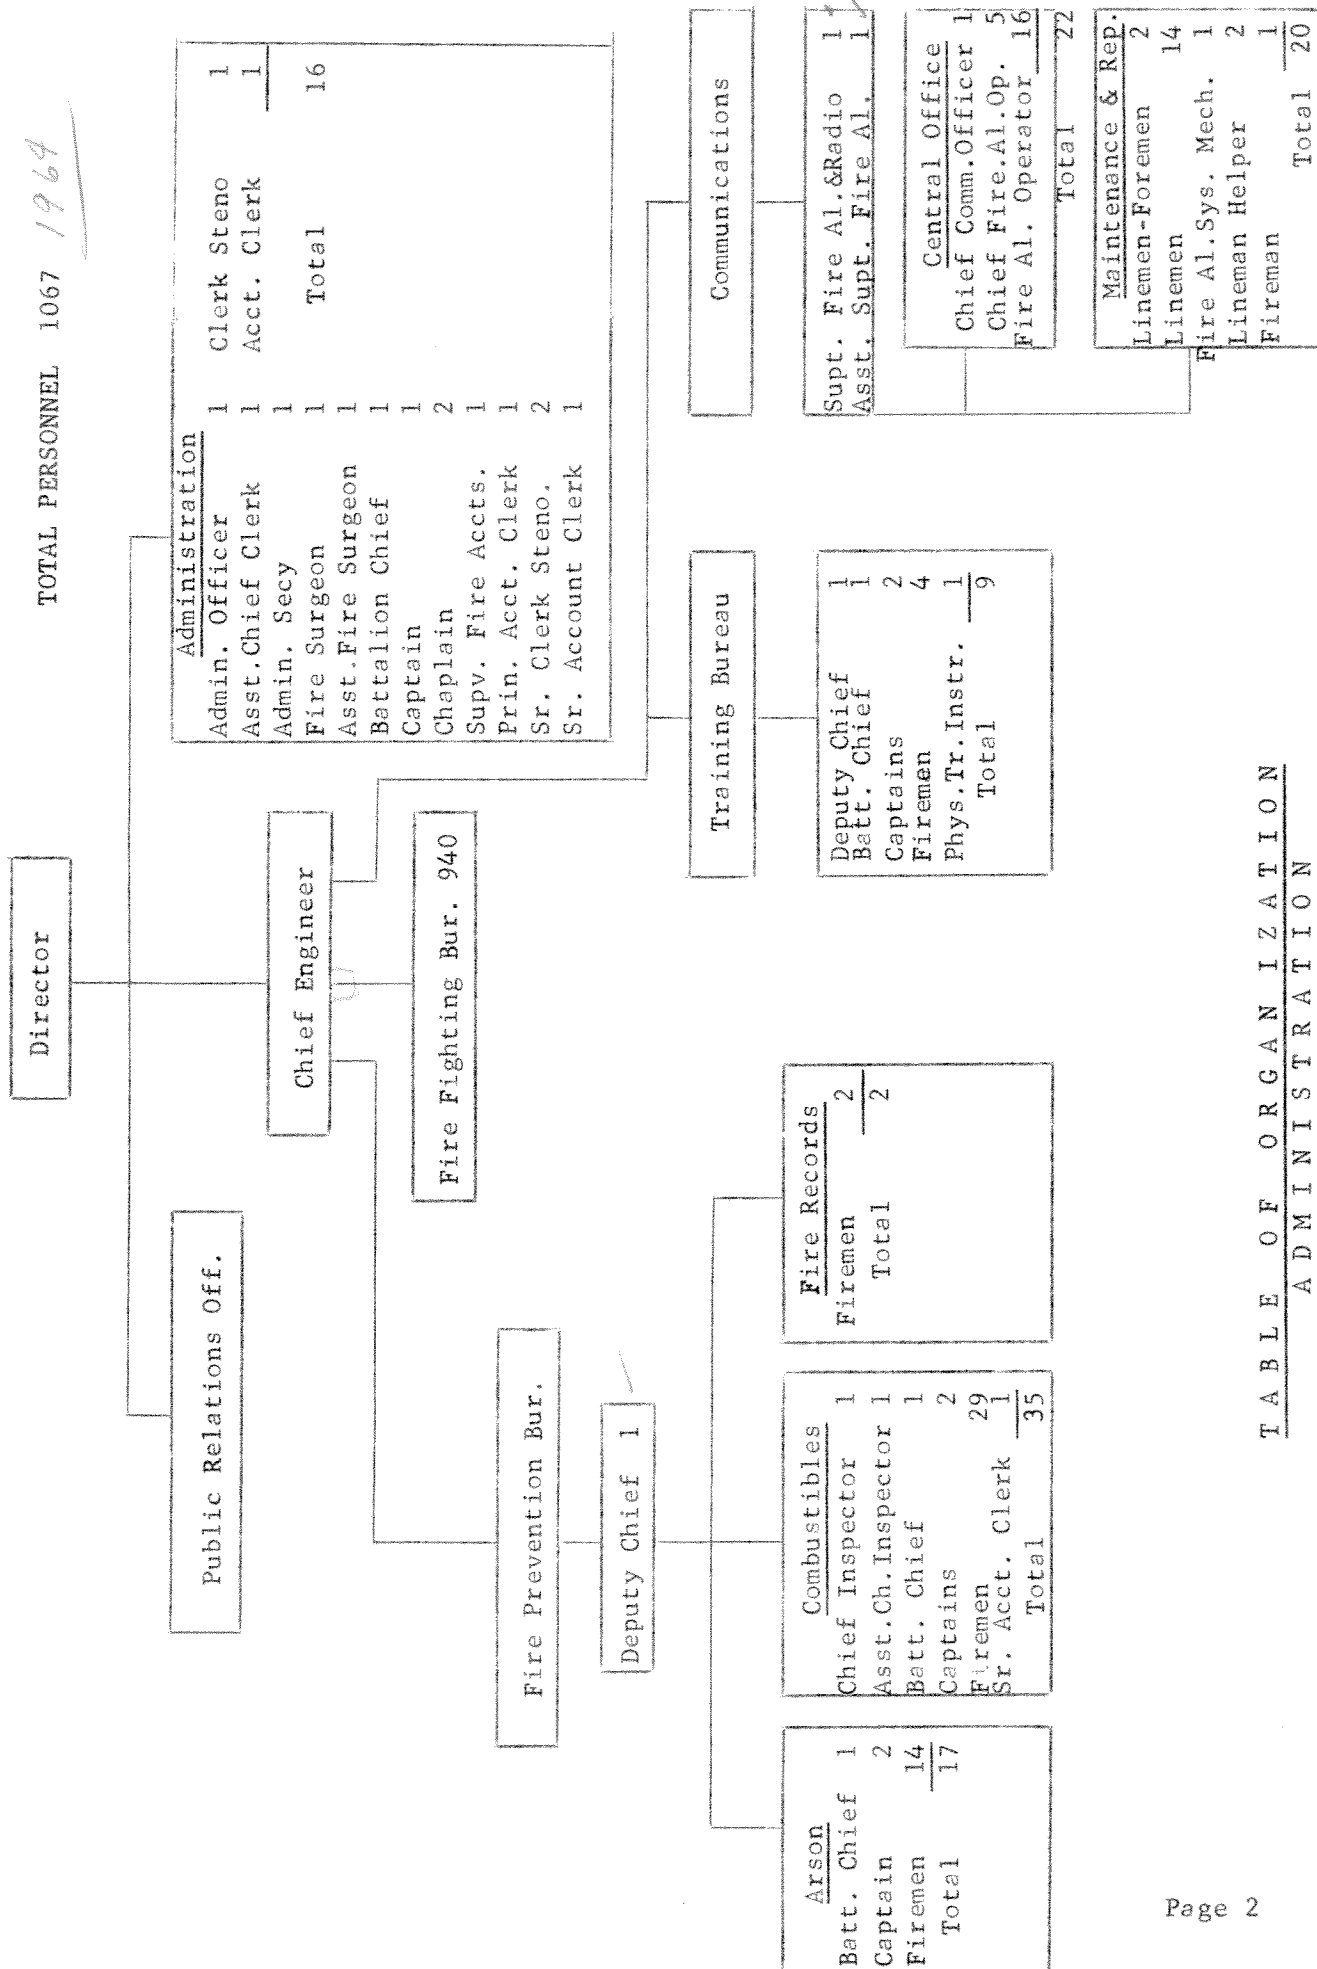 TOTAL PERSONNEL 1067 1964
Director
Public Relations Off.
Administration
Admin. Officer 1
Asst.Chief Clerk 1
Admin. Secy 1
Fire Surgeon 1
Asst.Fire Surgeon 1
Battalion Chief 1
Captain 1
Chaplain 2
Supv. Fire Accts. 1
Prin. Acct. Clerk 1
Sr. Clerk Steno. 2
Sr. Account Clerk 1
Clerk Steno 1
Acct. Clerk 1
Total 16
Chief Engineer
Fire Fighting Bur. 940
Fire Prevention Bur.
Deputy Chief 1
Arson
Batt. Chief 1
Captain 2
Firemen 14
Total 17
Combustibles
Chief Inspector 1
Asst.Ch.Inspector 1
Batt. Chief 1
Captains 2
Firemen 29
Sr. Acct. Clerk 1
Total 35
Fire Records
Firemen 2
Total 2
Training Bureau
Deputy Chief 1
Batt. Chief 1
Captains 2
Firemen 4
Phys.Tr.Instr. 1
Total 9
Communications
Supt. Fire Al.&Radio 1
Asst. Supt. Fire Al. 1
Central Office
Chief Comm.Officer 1
Chief Fire.Al.Op. 5
Fire Al. Operator 16
Total 22
Maintenance & Rep.
Linemen-Foremen 2
Linemen 14
Fire Al.Sys. Mech. 1
Lineman Helper 2
Fireman 1
Total 20
TABLE OF ORGANIZATION
ADMINISTRATION
Page 2